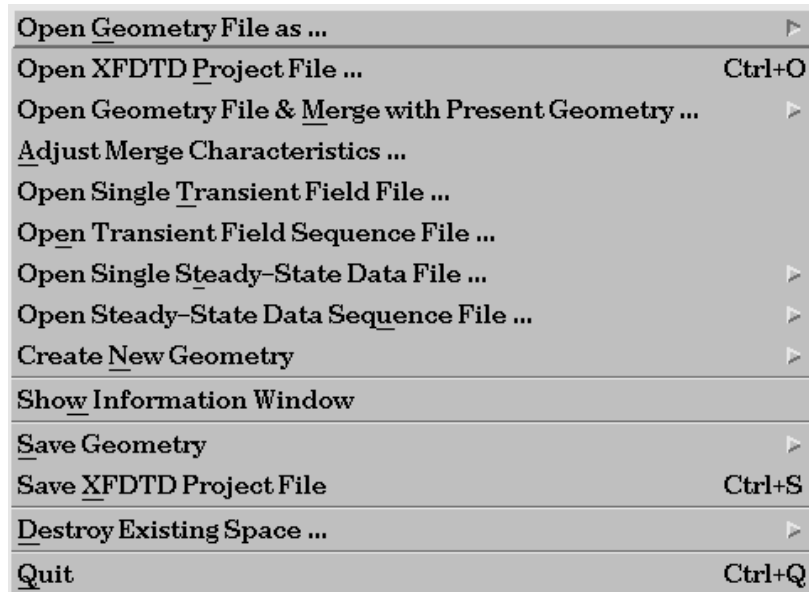 Open Geometry File as ...
Open XFDTD Project File ... Ctrl+O
Open Geometry File & Merge with Present Geometry ...
Adjust Merge Characteristics ...
Open Single Transient Field File ...
Open Transient Field Sequence File ...
Open Single Steady-State Data File ...
Open Steady-State Data Sequence File ...
Create New Geometry
Show Information Window
Save Geometry
Save XFDTD Project File Ctrl+S
Destroy Existing Space ...
Quit Ctrl+Q